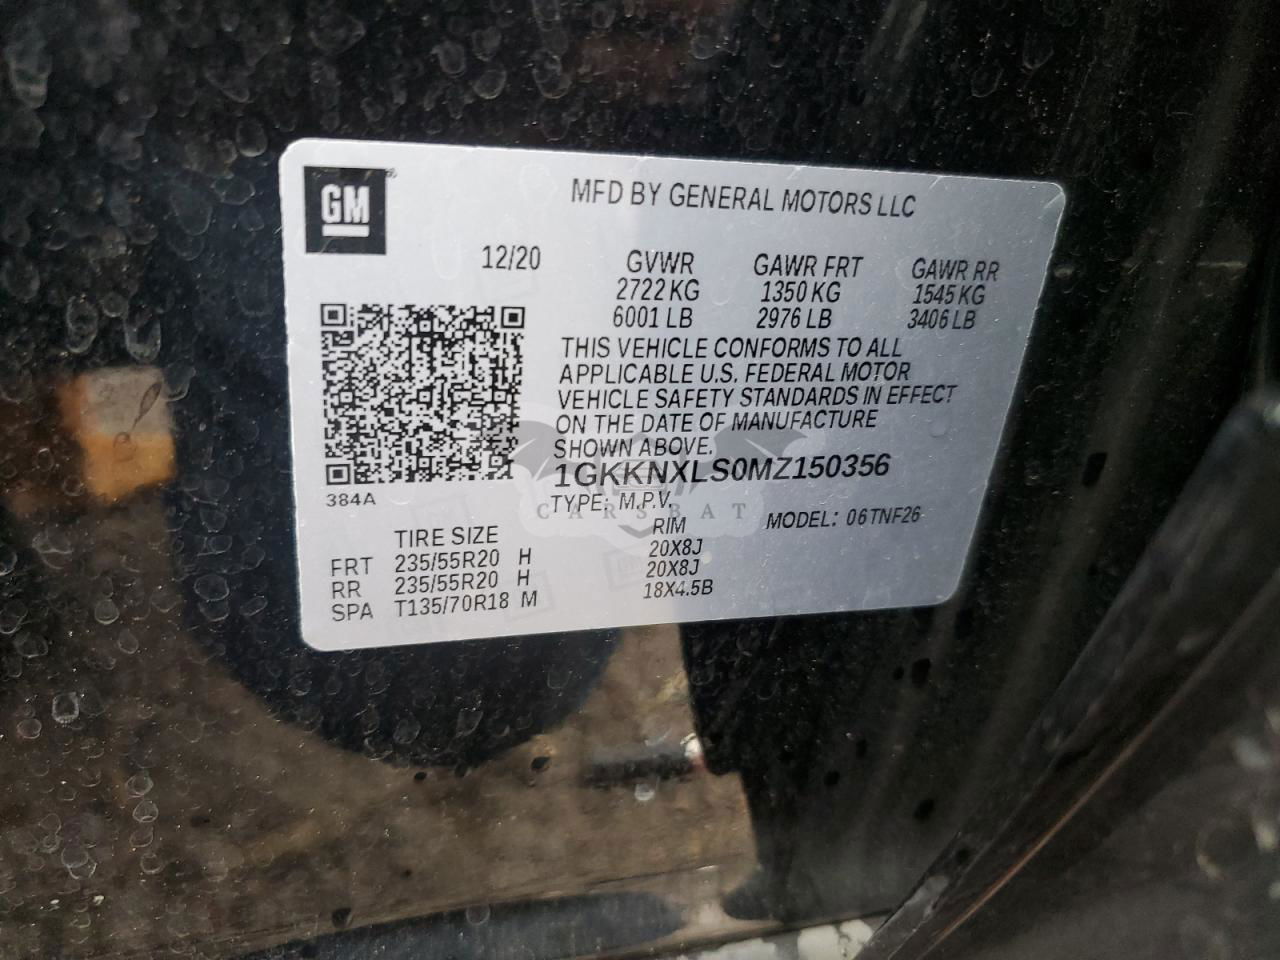 GM
MFD BY GENERAL MOTORS LLC
12/20
GVWR GAWR FRT GAWR RR
2722 KG 1350 KG 1545 KG
6001 LB 2976 LB 3406 LB
THIS VEHICLE CONFORMS TO ALL
APPLICABLE U.S. FEDERAL MOTOR
VEHICLE SAFETY STANDARDS IN EFFECT
ON THE DATE OF MANUFACTURE
SHOWN ABOVE.
1GKKNXLS0MZ150356
384A
TYPE: M.P.V.
CARSBAT
MODEL: 06TNF26
TIRE SIZE RIM
FRT 235/55R20 H 20X8J
RR 235/55R20 H 20X8J
SPA T135/70R18 M 18X4.5B